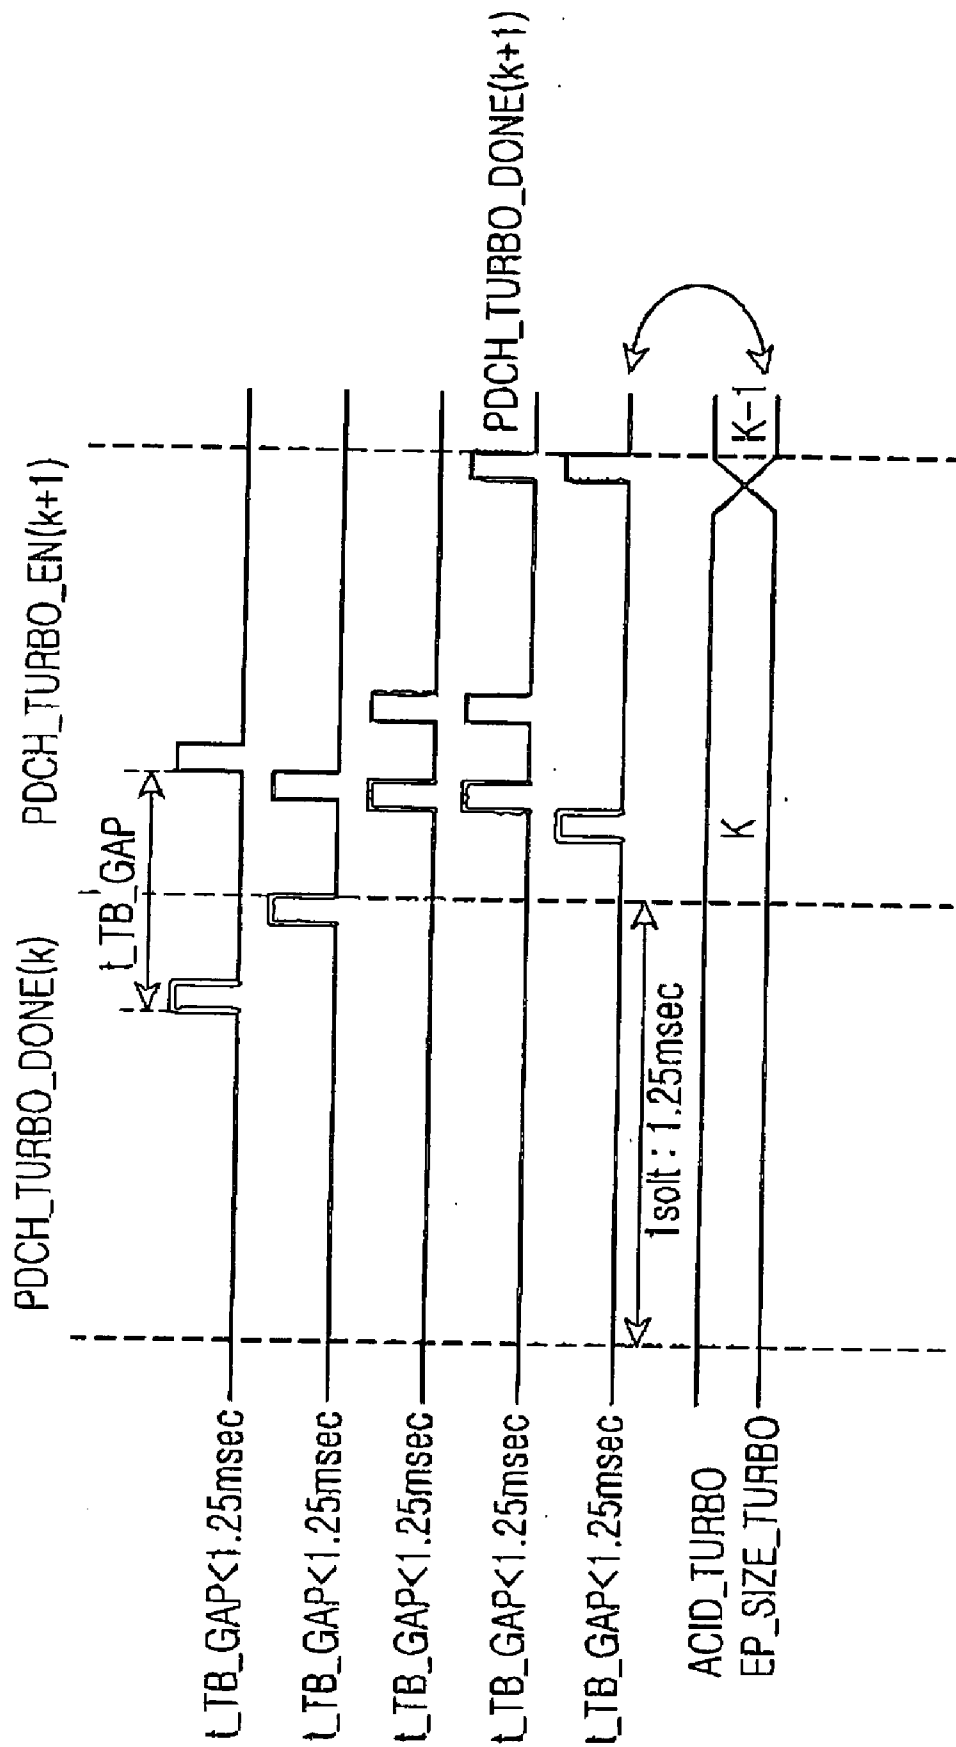 PDCH_TURBO_DONE(k)
PDCH_TURBO_EN(k+1)
t_TB_GAP
t_TB_GAP<1.25msec
t_TB_GAP<1.25msec
t_TB_GAP<1.25msec
t_TB_GAP<1.25msec
PDCH_TURBO_DONE(k+1)
t_TB_GAP<1.25msec
1solt : 1.25msec
ACID_TURBO
EP_SIZE_TURBO
K
K-1